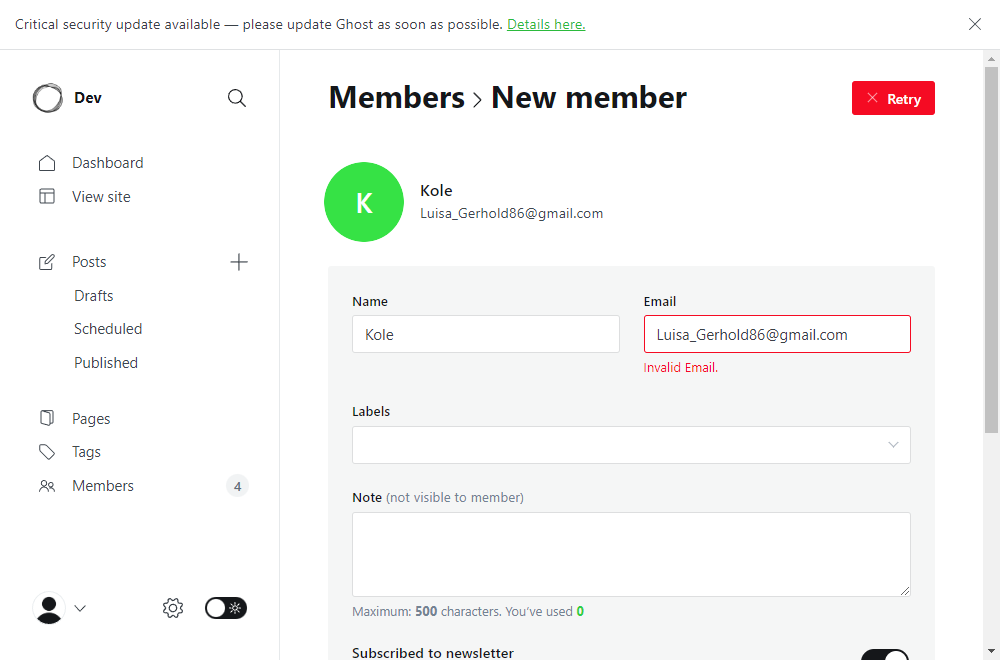 Critical security update available — please update Ghost as soon as possible. Details here.
Dev
Members > New member
Retry
Dashboard
View site
K
Kole
Luisa_Gerhold86@gmail.com
Posts
Drafts
Scheduled
Published
Name
Email
Kole
Luisa_Gerhold86@gmail.com
Invalid Email.
Pages
Tags
Members
4
Labels
Note (not visible to member)
Maximum: 500 characters. You've used 0
Subscribed to newsletter